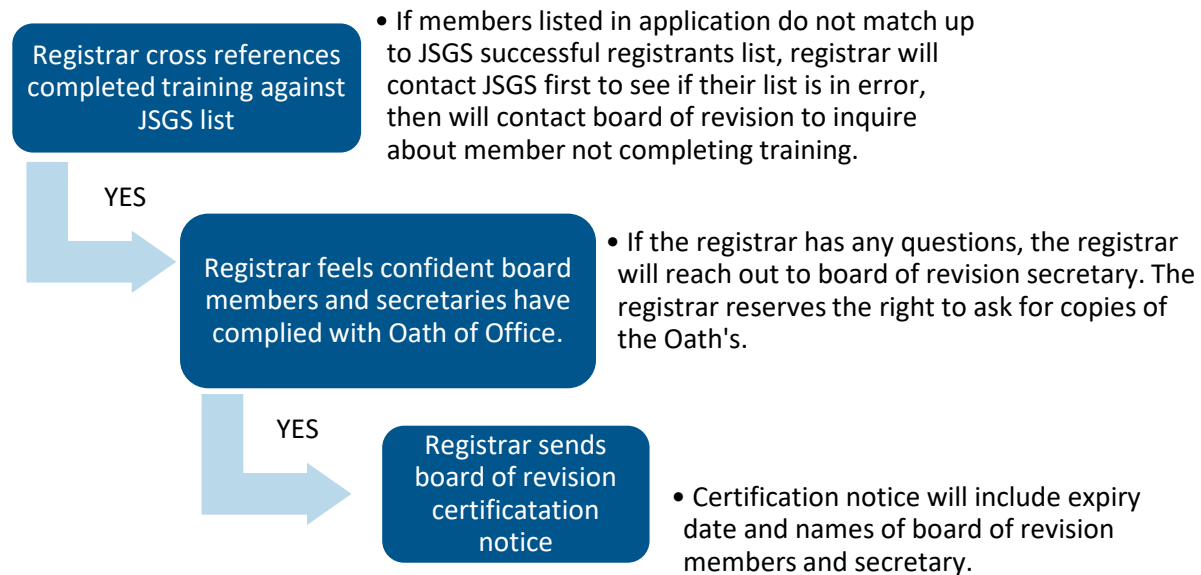 Registrar cross references
completed training against
JSGS list
• If members listed in application do not match up
to JSGS successful registrants list, registrar will
contact JSGS first to see if their list is in error,
then will contact board of revision to inquire
about member not completing training.
YES
Registrar feels confident board
members and secretaries have
complied with Oath of Office.
• If the registrar has any questions, the registrar
will reach out to board of revision secretary. The
registrar reserves the right to ask for copies of
the Oath's.
YES
Registrar sends
board of revision
certificatation
notice
• Certification notice will include expiry
date and names of board of revision
members and secretary.